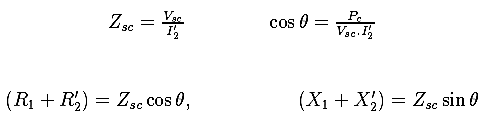 $Z_{sc} = \frac{V_{sc}}{I_2'}$ $\cos\theta = \frac{P_c}{V_{sc} . I_2'}$
$(R_1 + R_2') = Z_{sc} \cos\theta,$ $(X_1 + X_2') = Z_{sc} \sin\theta$